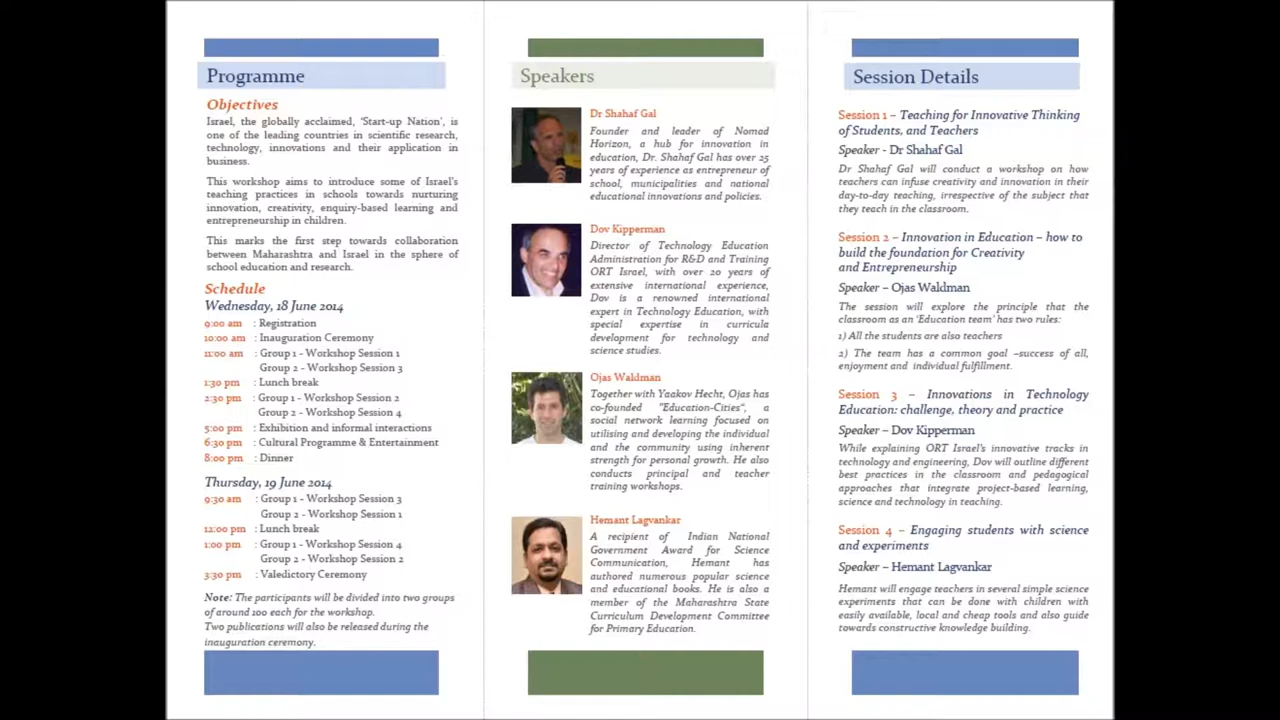 Programme
Objectives
Israel, the globally acclaimed, 'Start-up Nation', is
one of the leading countries in scientific research,
technology, innovations and their application in
business.
This workshop aims to introduce some of Israel's
teaching practices in schools towards nurturing
innovation, creativity, enquiry-based learning and
entrepreneurship in children.
This marks the first step towards collaboration
between Maharashtra and Israel in the sphere of
school education and research.
Schedule
Wednesday, 18 June 2014
9:00 am : Registration
10:00 am : Inauguration Ceremony
11:00 am : Group 1 - Workshop Session 1
Group 2 - Workshop Session 3
1:30 pm : Lunch break
2:30 pm : Group 1 - Workshop Session 2
Group 2 - Workshop Session 4
5:00 pm : Exhibition and informal interactions
6:30 pm : Cultural Programme & Entertainment
8:00 pm : Dinner
Thursday, 19 June 2014
9:30 am : Group 1 - Workshop Session 3
Group 2 - Workshop Session 1
12:00 pm : Lunch break
1:00 pm : Group 1 - Workshop Session 4
Group 2 - Workshop Session 2
3:30 pm : Valedictory Ceremony
Note: The participants will be divided into two groups
of around 100 each for the workshop.
Two publications will also be released during the
inauguration ceremony.
Speakers
Dr Shahaf Gal
Founder and leader of Nomad
Horizon, a hub for innovation in
education, Dr. Shahaf Gal has over 25
years of experience as entrepreneur of
school, municipalities and national
educational innovations and policies.
Dov Kipperman
Director of Technology Education
Administration for R&D and Training
ORT Israel, with over 20 years of
extensive international experience,
Dov is a renowned international
expert in Technology Education, with
special expertise in curricula
development for technology and
science studies.
Ojas Waldman
Together with Yaakov Hecht, Ojas has
co-founded "Education-Cities", a
social network learning focused on
utilising and developing the individual
and the community using inherent
strength for personal growth. He also
conducts principal and teacher
training workshops.
Hemant Lagvankar
A recipient of Indian National
Government Award for Science
Communication, Hemant has
authored numerous popular science
and educational books. He is also a
member of the Maharashtra State
Curriculum Development Committee
for Primary Education.
Session Details
Session 1 – Teaching for Innovative Thinking
of Students, and Teachers
Speaker - Dr Shahaf Gal
Dr Shahaf Gal will conduct a workshop on how
teachers can infuse creativity and innovation in their
day-to-day teaching, irrespective of the subject that
they teach in the classroom.
Session 2 – Innovation in Education – how to
build the foundation for Creativity
and Entrepreneurship
Speaker – Ojas Waldman
The session will explore the principle that the
classroom as an 'Education team' has two rules:
1) All the students are also teachers
2) The team has a common goal –success of all,
enjoyment and individual fulfillment.
Session 3 – Innovations in Technology
Education: challenge, theory and practice
Speaker – Dov Kipperman
While explaining ORT Israel's innovative tracks in
technology and engineering, Dov will outline different
best practices in the classroom and pedagogical
approaches that integrate project-based learning,
science and technology in teaching.
Session 4 – Engaging students with science
and experiments
Speaker – Hemant Lagvankar
Hemant will engage teachers in several simple science
experiments that can be done with children with
easily available, local and cheap tools and also guide
towards constructive knowledge building.